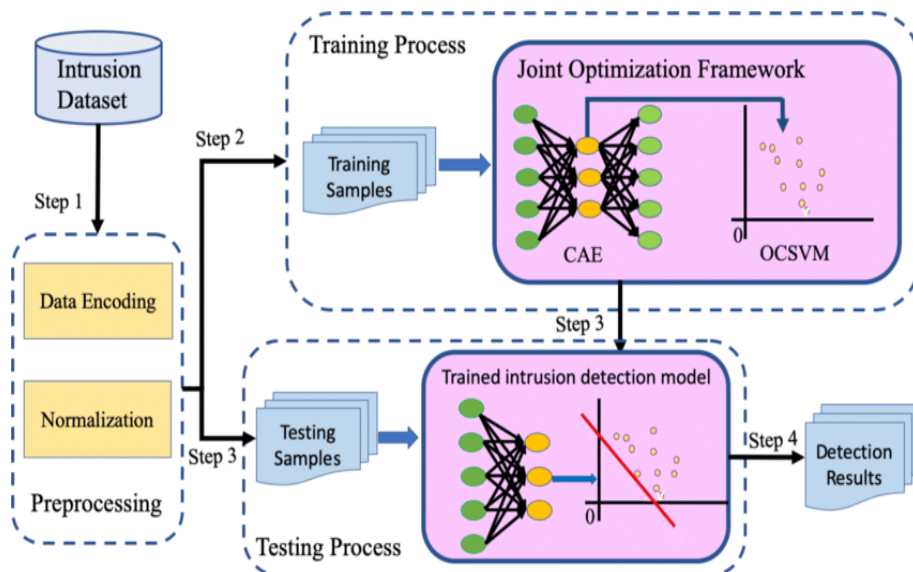 Intrusion
Dataset
Step 1
Data Encoding
Normalization
Preprocessing
Step 2
Training Process
Training
Samples
Joint Optimization Framework
CAE
0
OCSVM
Step 3
Step 3
Testing
Samples
Testing Process
Trained intrusion detection model
0
Step 4
Detection
Results